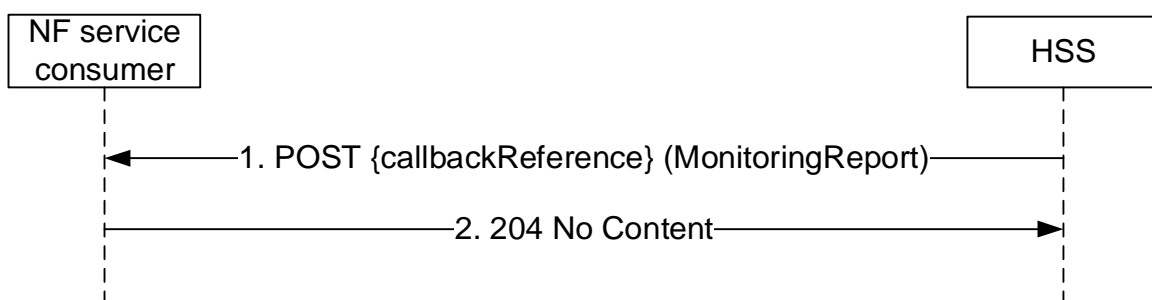 NF service
consumer
HSS
1. POST {callbackReference} (MonitoringReport)
2. 204 No Content